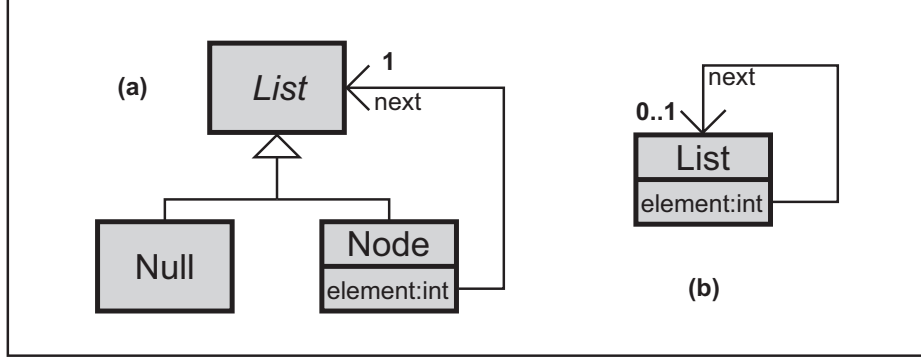 (a)
List
1
next
Null
Node
element:int
next
0..1
List
element:int
(b)